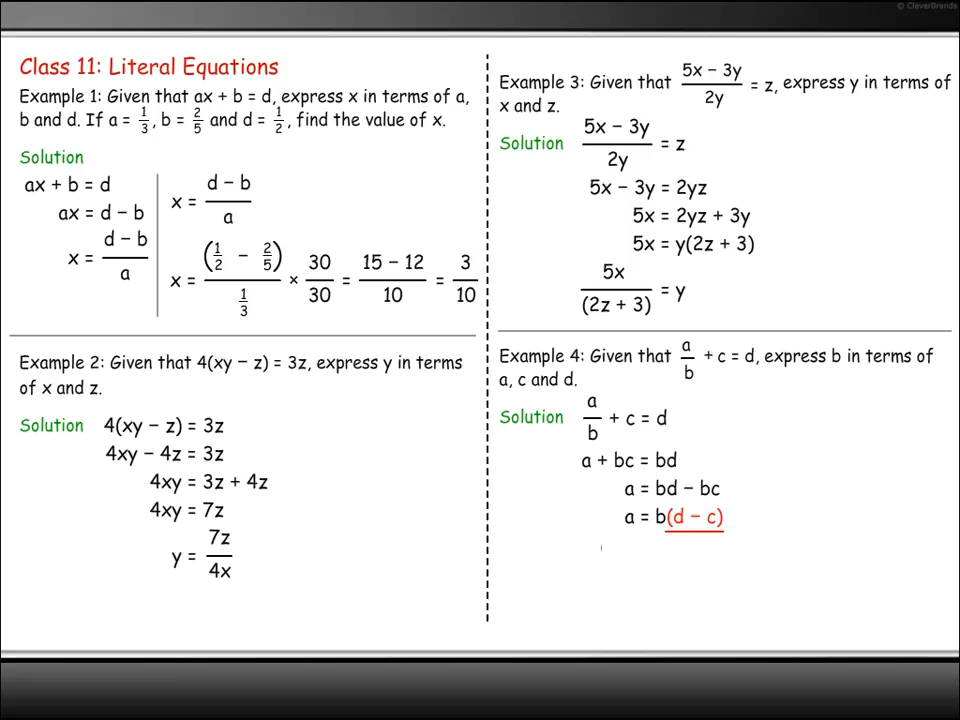 © CleverBrands
Class 11: Literal Equations
Example 1: Given that ax + b = d, express x in terms of a,
b and d. If a = 1/3, b = 2/5 and d = 1/2, find the value of x.
Solution
ax + b = d
ax = d − b
x = (d − b)/a
x = (d − b)/a
x = (1/2 − 2/5)/(1/3) × 30/30 = (15 − 12)/10 = 3/10
Example 2: Given that 4(xy − z) = 3z, express y in terms
of x and z.
Solution 4(xy − z) = 3z
4xy − 4z = 3z
4xy = 3z + 4z
4xy = 7z
y = 7z/4x
Example 3: Given that (5x − 3y)/2y = z, express y in terms of
x and z.
Solution (5x − 3y)/2y = z
5x − 3y = 2yz
5x = 2yz + 3y
5x = y(2z + 3)
5x/(2z + 3) = y
Example 4: Given that a/b + c = d, express b in terms of
a, c and d.
Solution a/b + c = d
a + bc = bd
a = bd − bc
a = b(d − c)